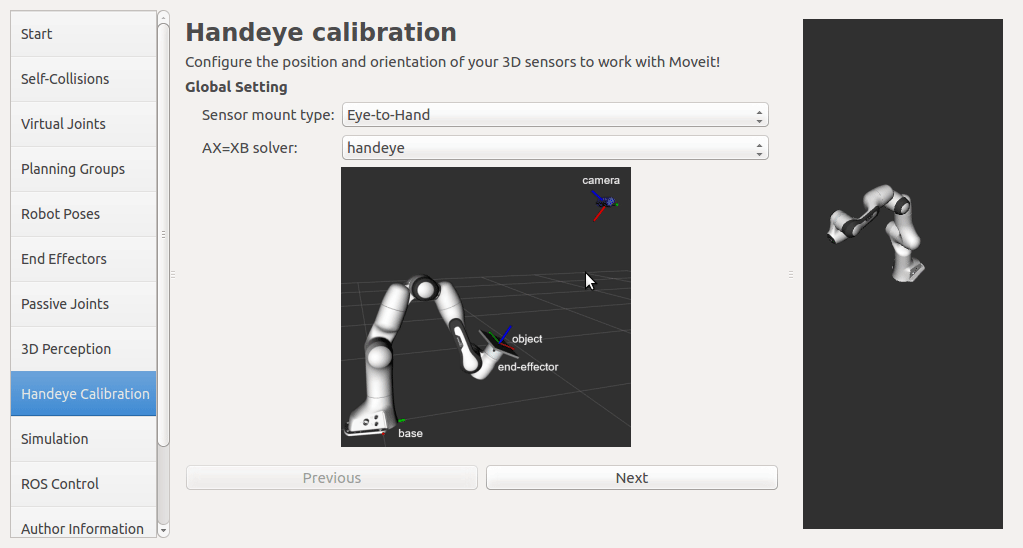 Start
Self-Collisions
Virtual Joints
Planning Groups
Robot Poses
End Effectors
Passive Joints
3D Perception
Handeye Calibration
Simulation
ROS Control
Author Information
Handeye calibration
Configure the position and orientation of your 3D sensors to work with Moveit!
Global Setting
Sensor mount type: Eye-to-Hand
AX=XB solver: handeye
camera
object
end-effector
base
Previous Next